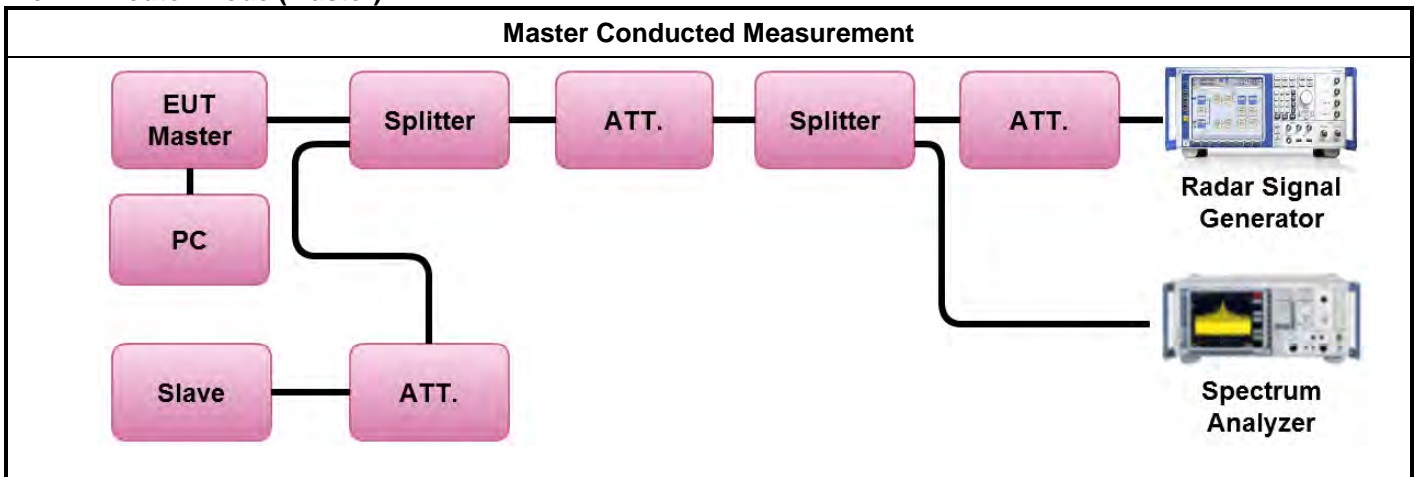 Master Conducted Measurement
EUT
Master
Splitter
ATT.
Splitter
ATT.
Radar Signal
Generator
PC
Slave
ATT.
Spectrum
Analyzer